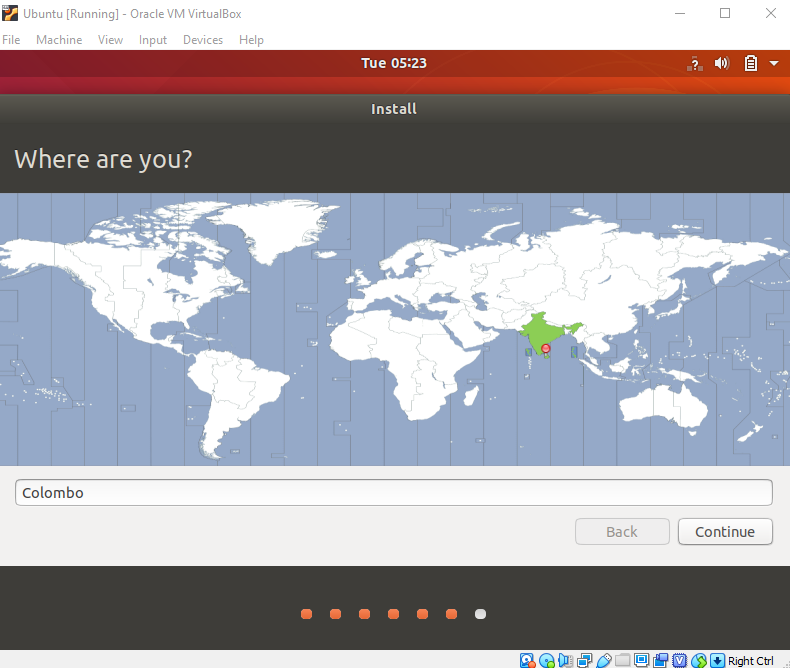 Ubuntu [Running] - Oracle VM VirtualBox
File Machine View Input Devices Help
Tue 05:23
Install
Where are you?
Colombo
Back Continue
Right Ctrl